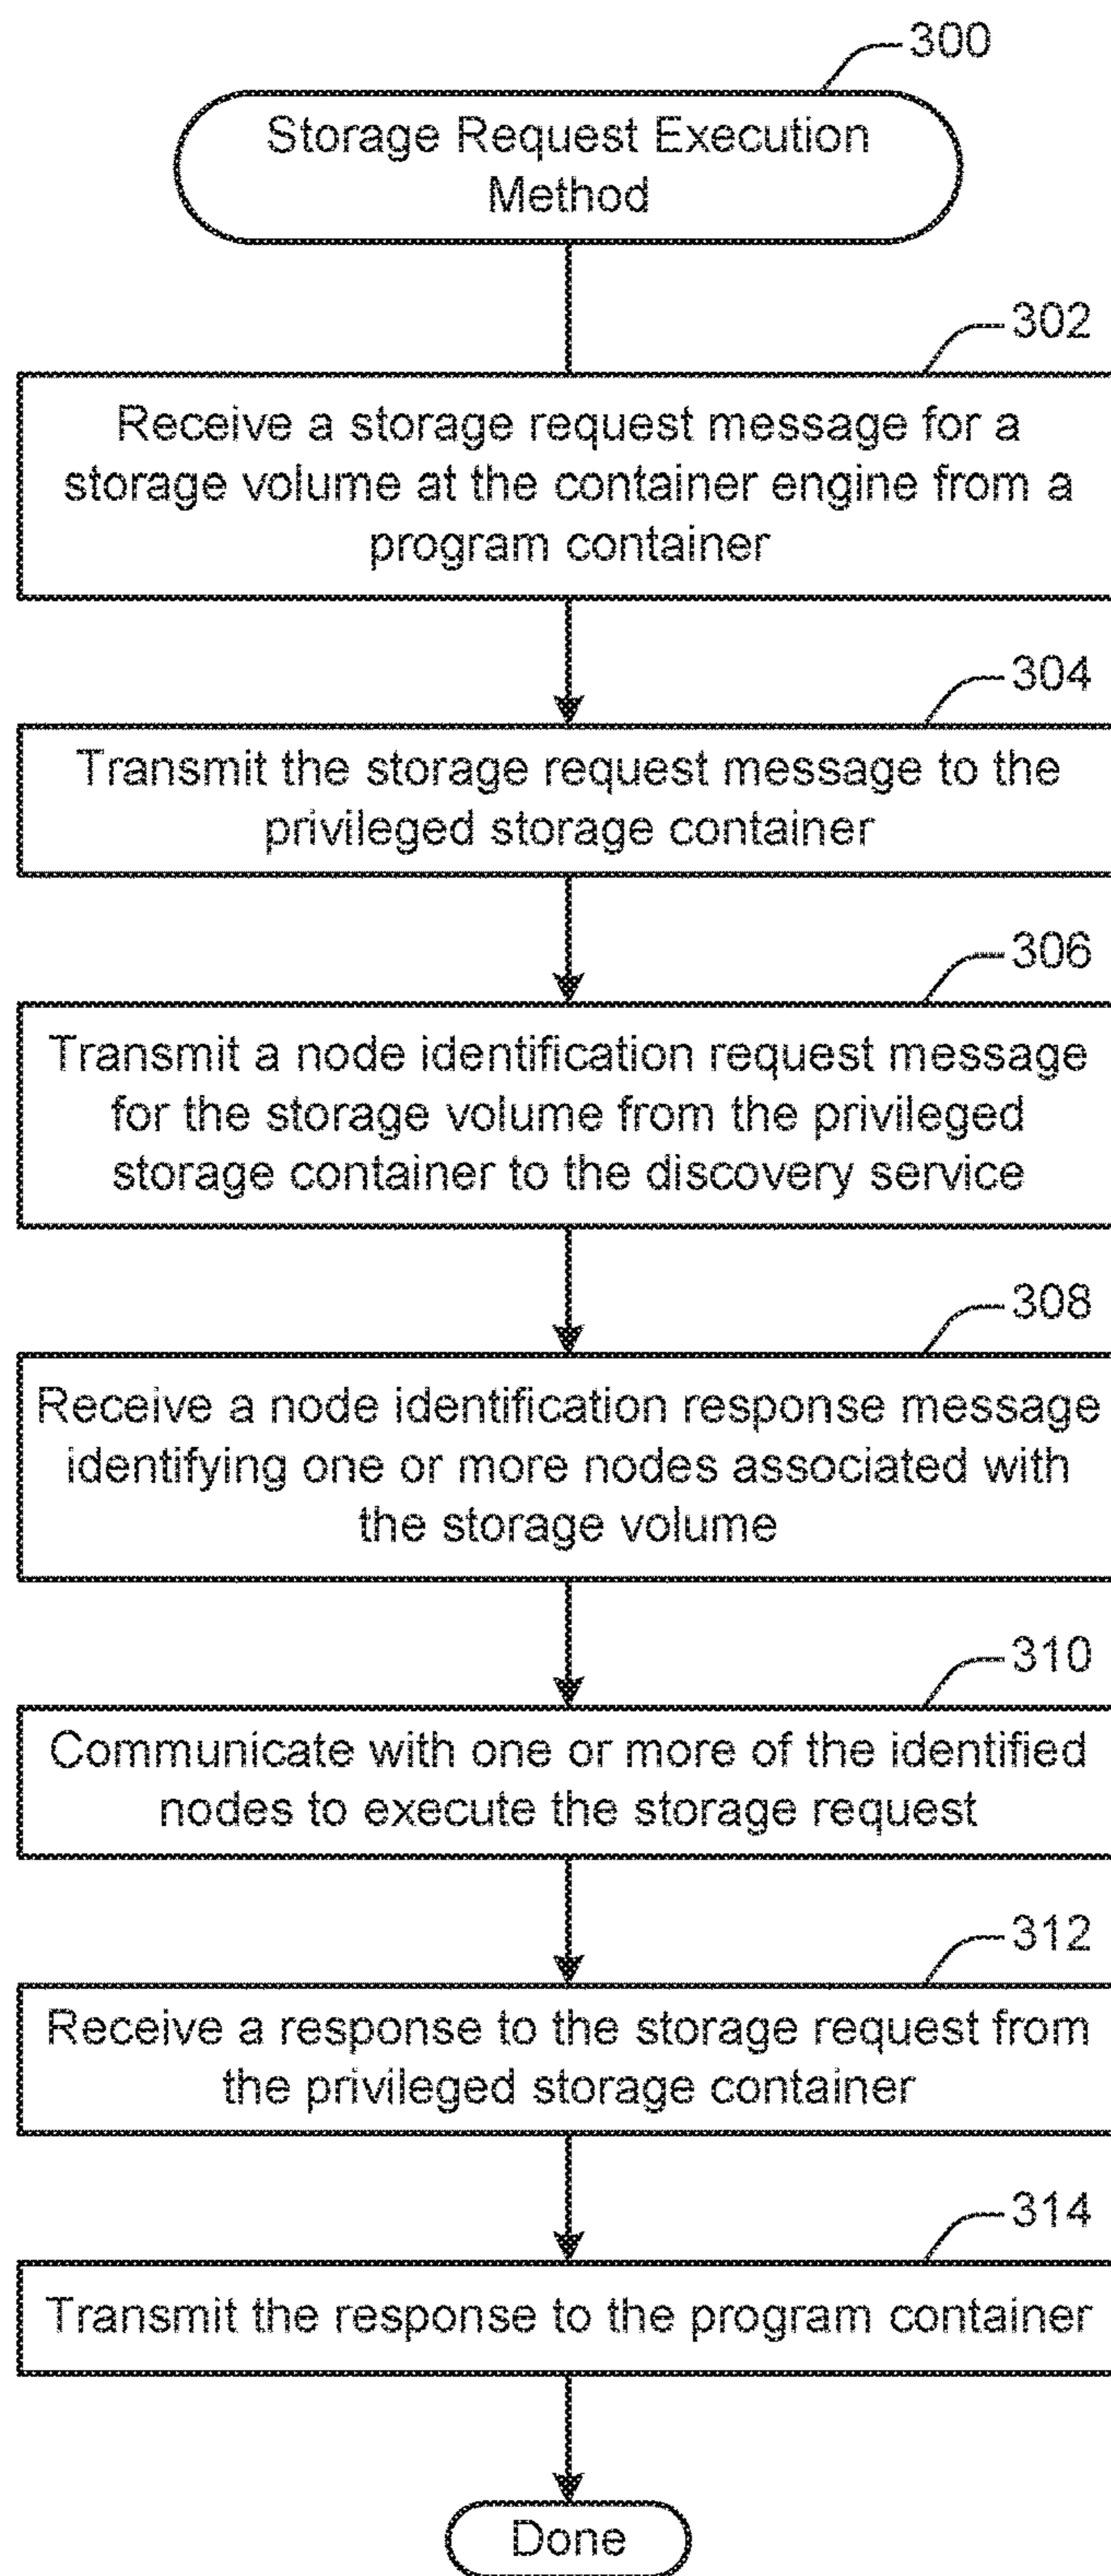 300
Storage Request Execution
Method
302
Receive a storage request message for a
storage volume at the container engine from a
program container
304
Transmit the storage request message to the
privileged storage container
306
Transmit a node identification request message
for the storage volume from the privileged
storage container to the discovery service
308
Receive a node identification response message
identifying one or more nodes associated with
the storage volume
310
Communicate with one or more of the identified
nodes to execute the storage request
312
Receive a response to the storage request from
the privileged storage container
314
Transmit the response to the program container
Done